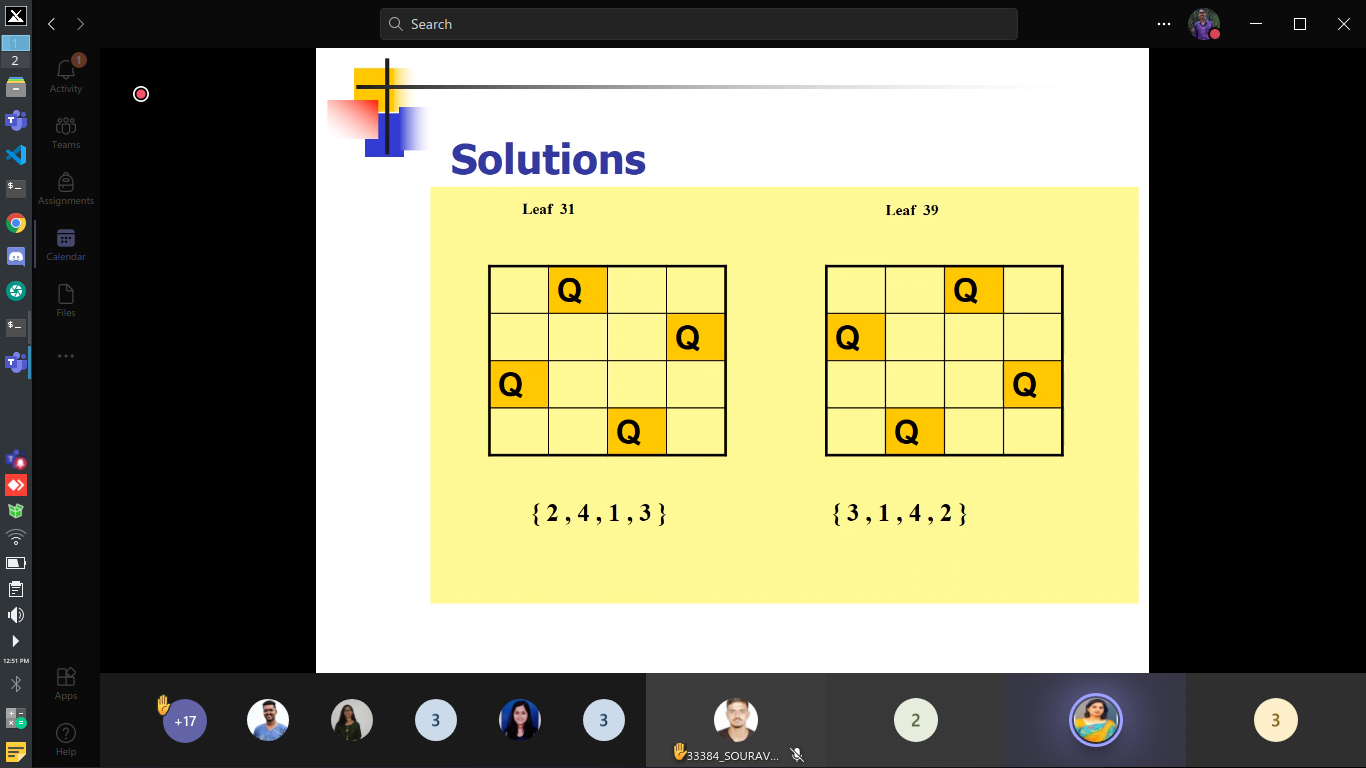 Search
1
2
1
Activity
Teams
Assignments
Calendar
Files
Apps
Help
12:51 PM
Solutions
Leaf 31
Leaf 39
Q
Q
Q
Q
Q
Q
Q
Q
{ 2 , 4 , 1 , 3 }
{ 3 , 1 , 4 , 2 }
+17
3
3
33384_SOURAV...
2
3